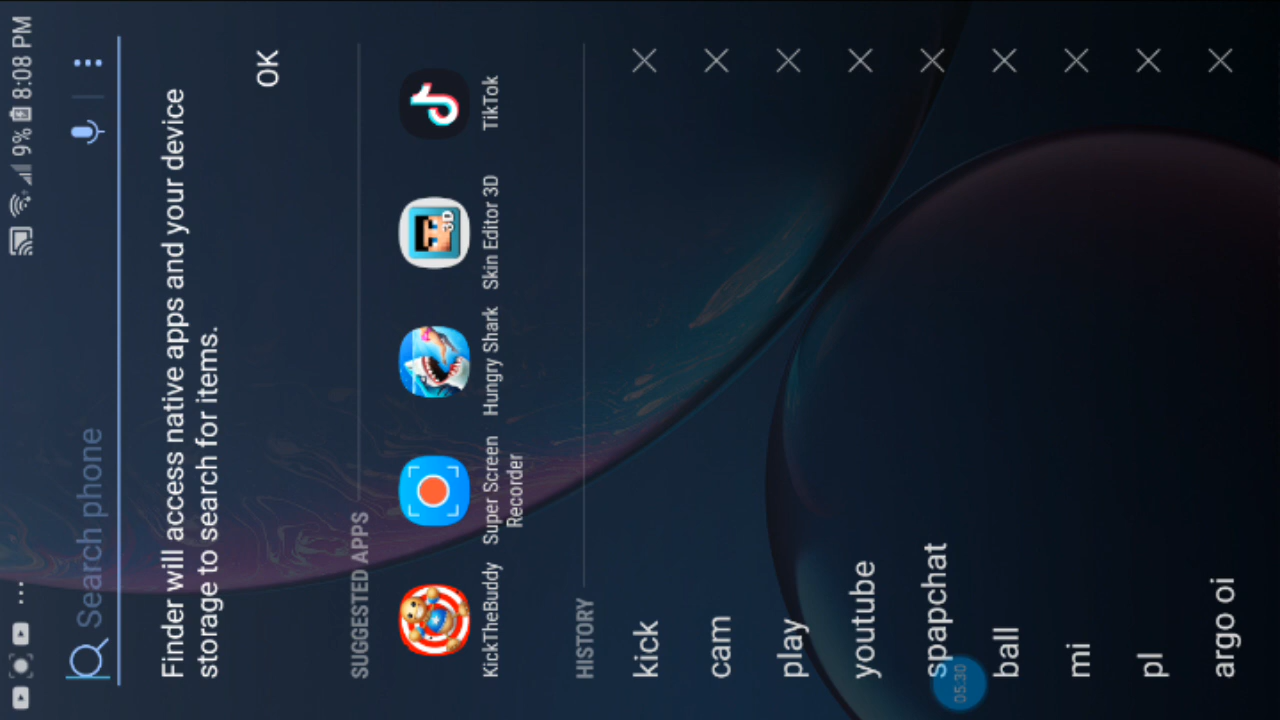 9% 8:08 PM
Search phone
Finder will access native apps and your device
storage to search for items.
OK
SUGGESTED APPS
KickTheBuddy
Super Screen
Recorder
Hungry Shark
Skin Editor 3D
TikTok
HISTORY
kick
cam
play
youtube
spapchat
05:30
ball
mi
pl
argo oi